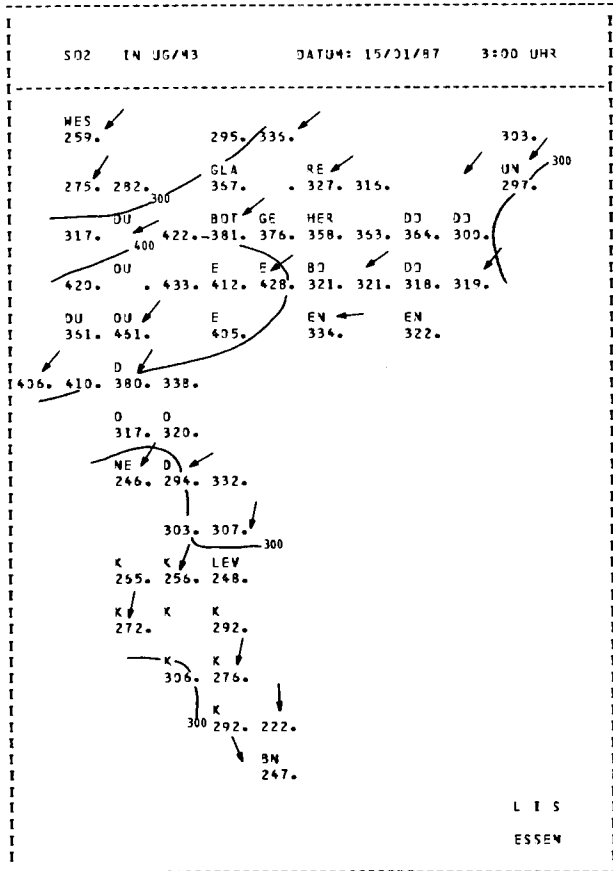 SO2 IN UG/M3 DATUM: 15/01/87 3:00 UHR
WES
259. 295. 335. 303.
GLA RE UN 300
275. 282. 367. . 327. 316. 297.
300
DU BOT GE HER DO DO
317. 422. 381. 376. 358. 353. 364. 300.
400
DU E E BO DO
420. . 433. 412. 428. 321. 321. 318. 319.
DU DU E EN EN
361. 461. 405. 334. 322.
D
406. 410. 380. 338.
D D
317. 320.
NE D
246. 294. 332.
303. 307.
300
K K LEV
265. 256. 248.
K K K
272. 292.
K K
306. 276.
K
300 292. 222.
BN
247.
L I S
ESSEN